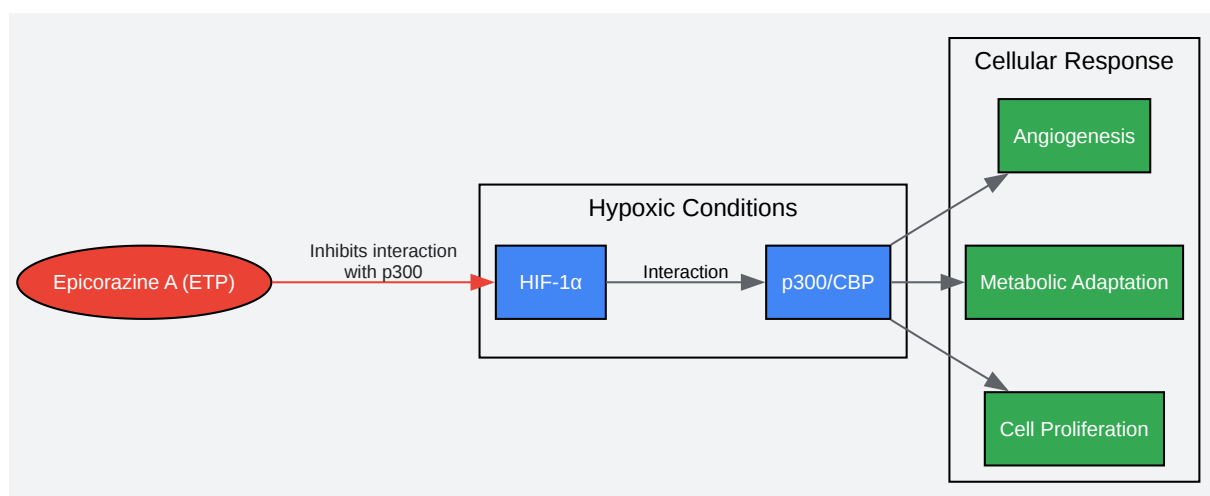 Cellular Response
Angiogenesis
Hypoxic Conditions
Inhibits interaction
with p300
Epicorazine A (ETP)
HIF-1α
Interaction
p300/CBP
Metabolic Adaptation
Cell Proliferation